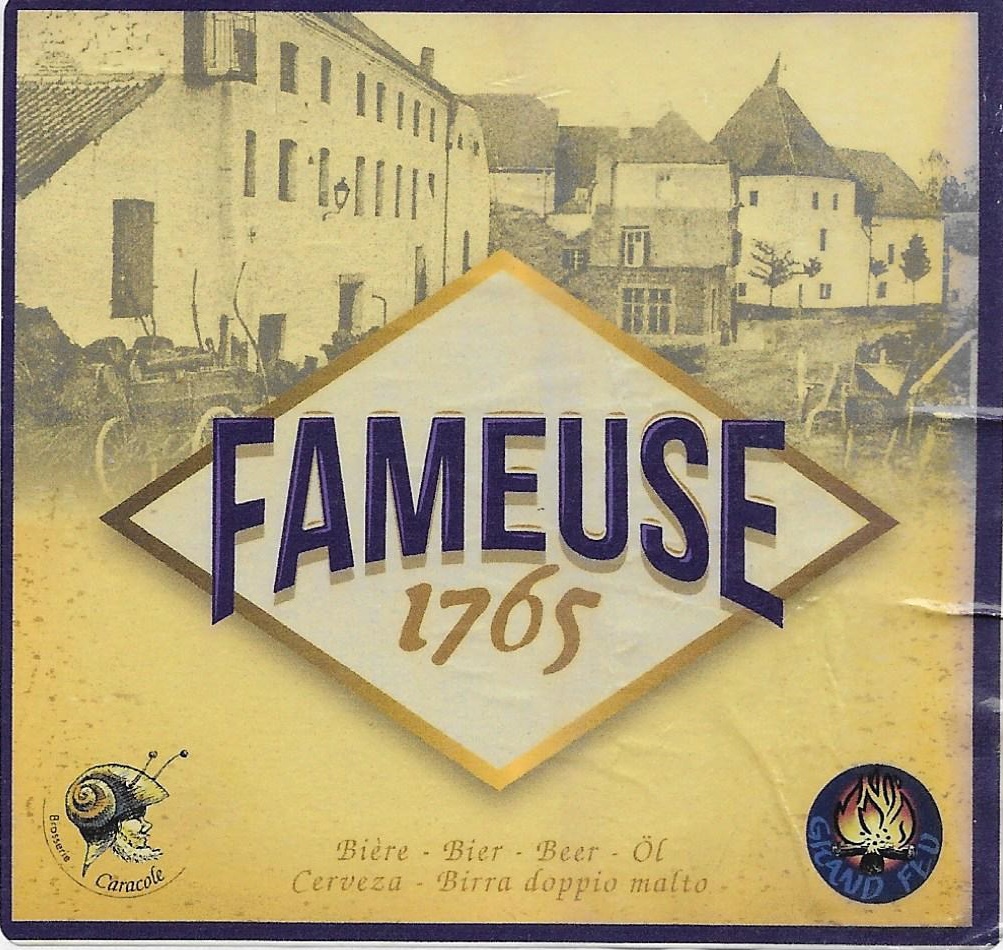 FAMEUSE
1765
Brasserie
Caracole
Bière - Bier - Beer - Öl
Cerveza - Birra doppio malto
GRAND FEU